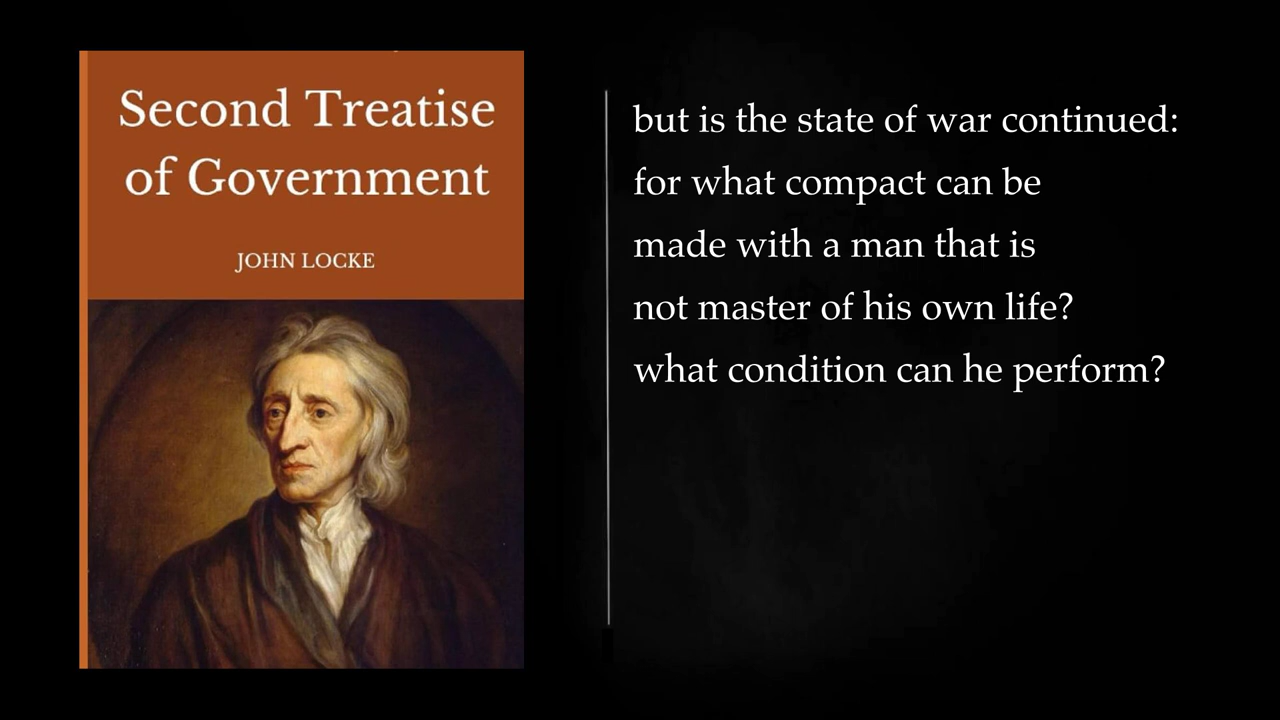 Second Treatise
of Government
JOHN LOCKE
but is the state of war continued:
for what compact can be
made with a man that is
not master of his own life?
what condition can he perform?